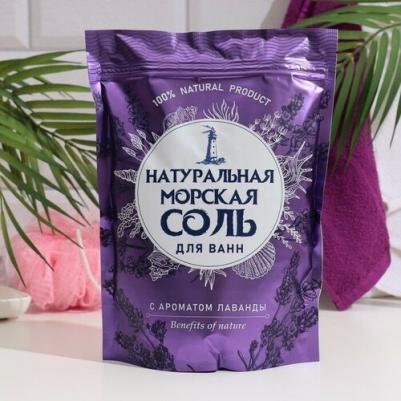 100% NATURAL PRODUCT
НАТУРАЛЬНАЯ
МОРСКАЯ
СОЛЬ
ДЛЯ ВАНН
С АРОМАТОМ ЛАВАНДЫ
Benefits of nature